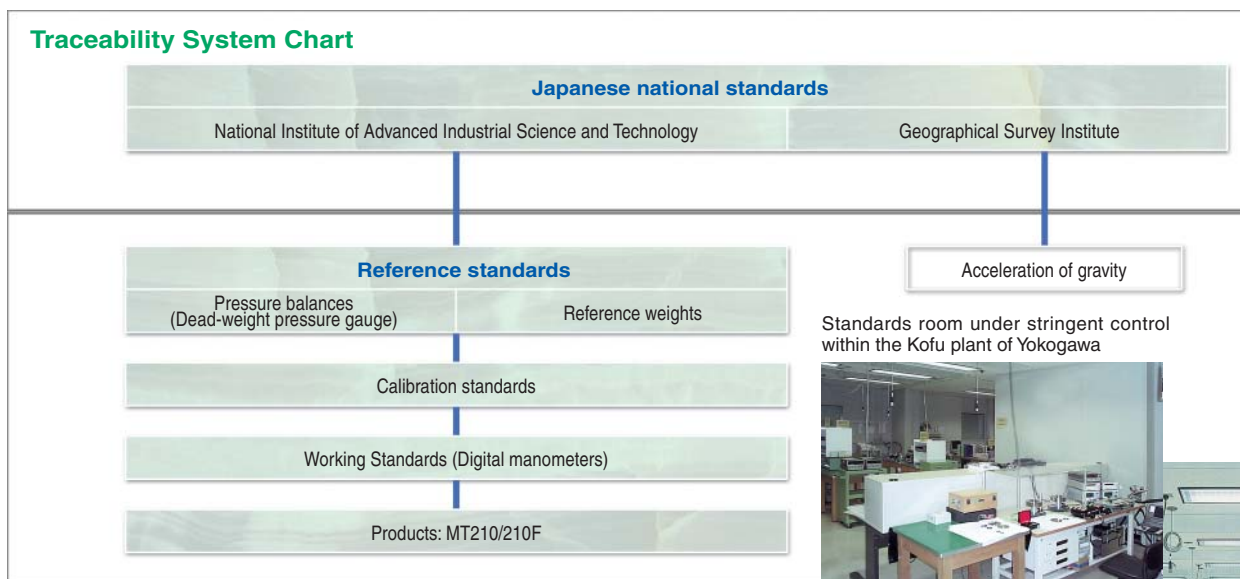 Traceability System Chart
Japanese national standards
National Institute of Advanced Industrial Science and Technology
Geographical Survey Institute
Reference standards
Pressure balances
(Dead-weight pressure gauge)
Reference weights
Acceleration of gravity
Calibration standards
Working Standards (Digital manometers)
Products: MT210/210F
Standards room under stringent control
within the Kofu plant of Yokogawa